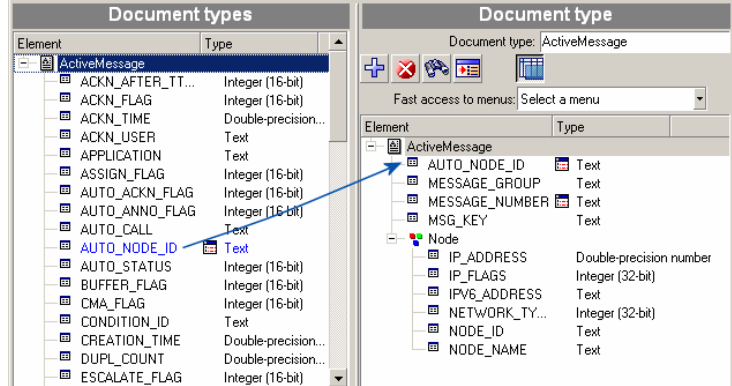 Document types
Element Type
ActiveMessage
ACKN_AFTER_TT... Integer (16-bit)
ACKN_FLAG Integer (16-bit)
ACKN_TIME Double-precision...
ACKN_USER Text
APPLICATION Text
ASSIGN_FLAG Integer (16-bit)
AUTO_ACKN_FLAG Integer (16-bit)
AUTO_ANNO_FLAG Integer (16-bit)
AUTO_CALL Text
AUTO_NODE_ID Text
AUTO_STATUS Integer (16-bit)
BUFFER_FLAG Integer (16-bit)
CMA_FLAG Integer (16-bit)
CONDITION_ID Text
CREATION_TIME Double-precision...
DUPL_COUNT Double-precision...
ESCALATE_FLAG Integer (16-bit)
Document type
Document type: ActiveMessage
Fast access to menus: Select a menu
Element Type
ActiveMessage
AUTO_NODE_ID Text
MESSAGE_GROUP Text
MESSAGE_NUMBER Text
MSG_KEY Text
Node
IP_ADDRESS Double-precision number
IP_FLAGS Integer (32-bit)
IPV6_ADDRESS Text
NETWORK_TY... Integer (32-bit)
NODE_ID Text
NODE_NAME Text